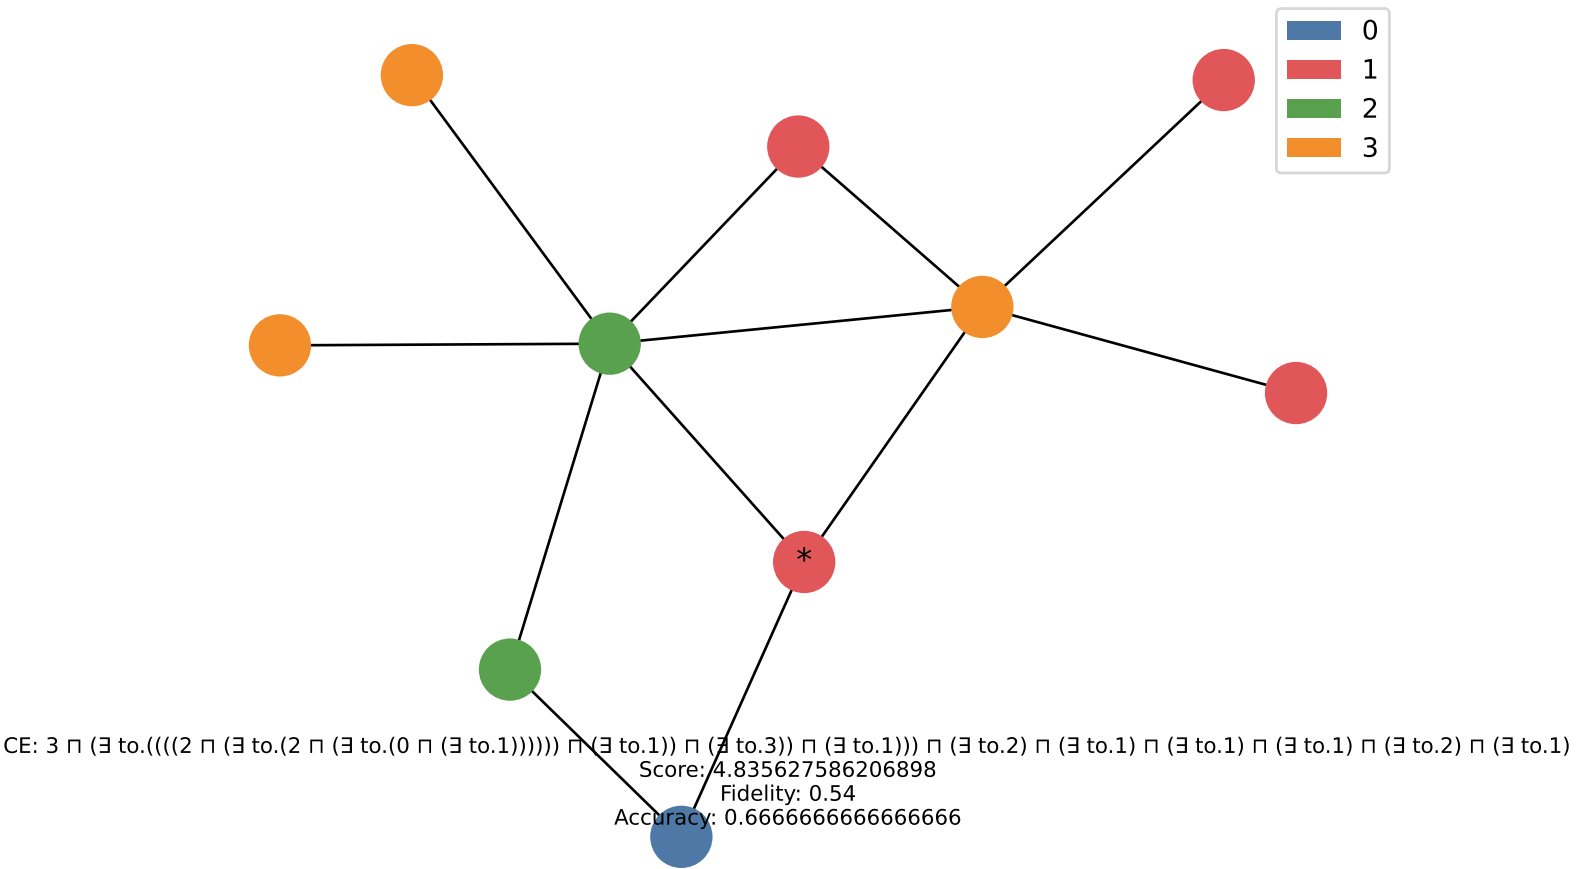 0
1
2
3
*
CE: 3 ⊓ (∃ to.((((2 ⊓ (∃ to.(2 ⊓ (∃ to.(0 ⊓ (∃ to.1)))))) ⊓ (∃ to.1)) ⊓ (∃ to.3)) ⊓ (∃ to.1))) ⊓ (∃ to.2) ⊓ (∃ to.1) ⊓ (∃ to.1) ⊓ (∃ to.1) ⊓ (∃ to.2) ⊓ (∃ to.1)
Score: 4.835627586206898
Fidelity: 0.54
Accuracy: 0.6666666666666666